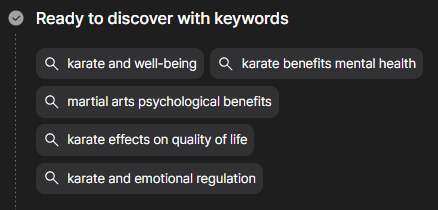 Ready to discover with keywords
karate and well-being karate benefits mental health
martial arts psychological benefits
karate effects on quality of life
karate and emotional regulation